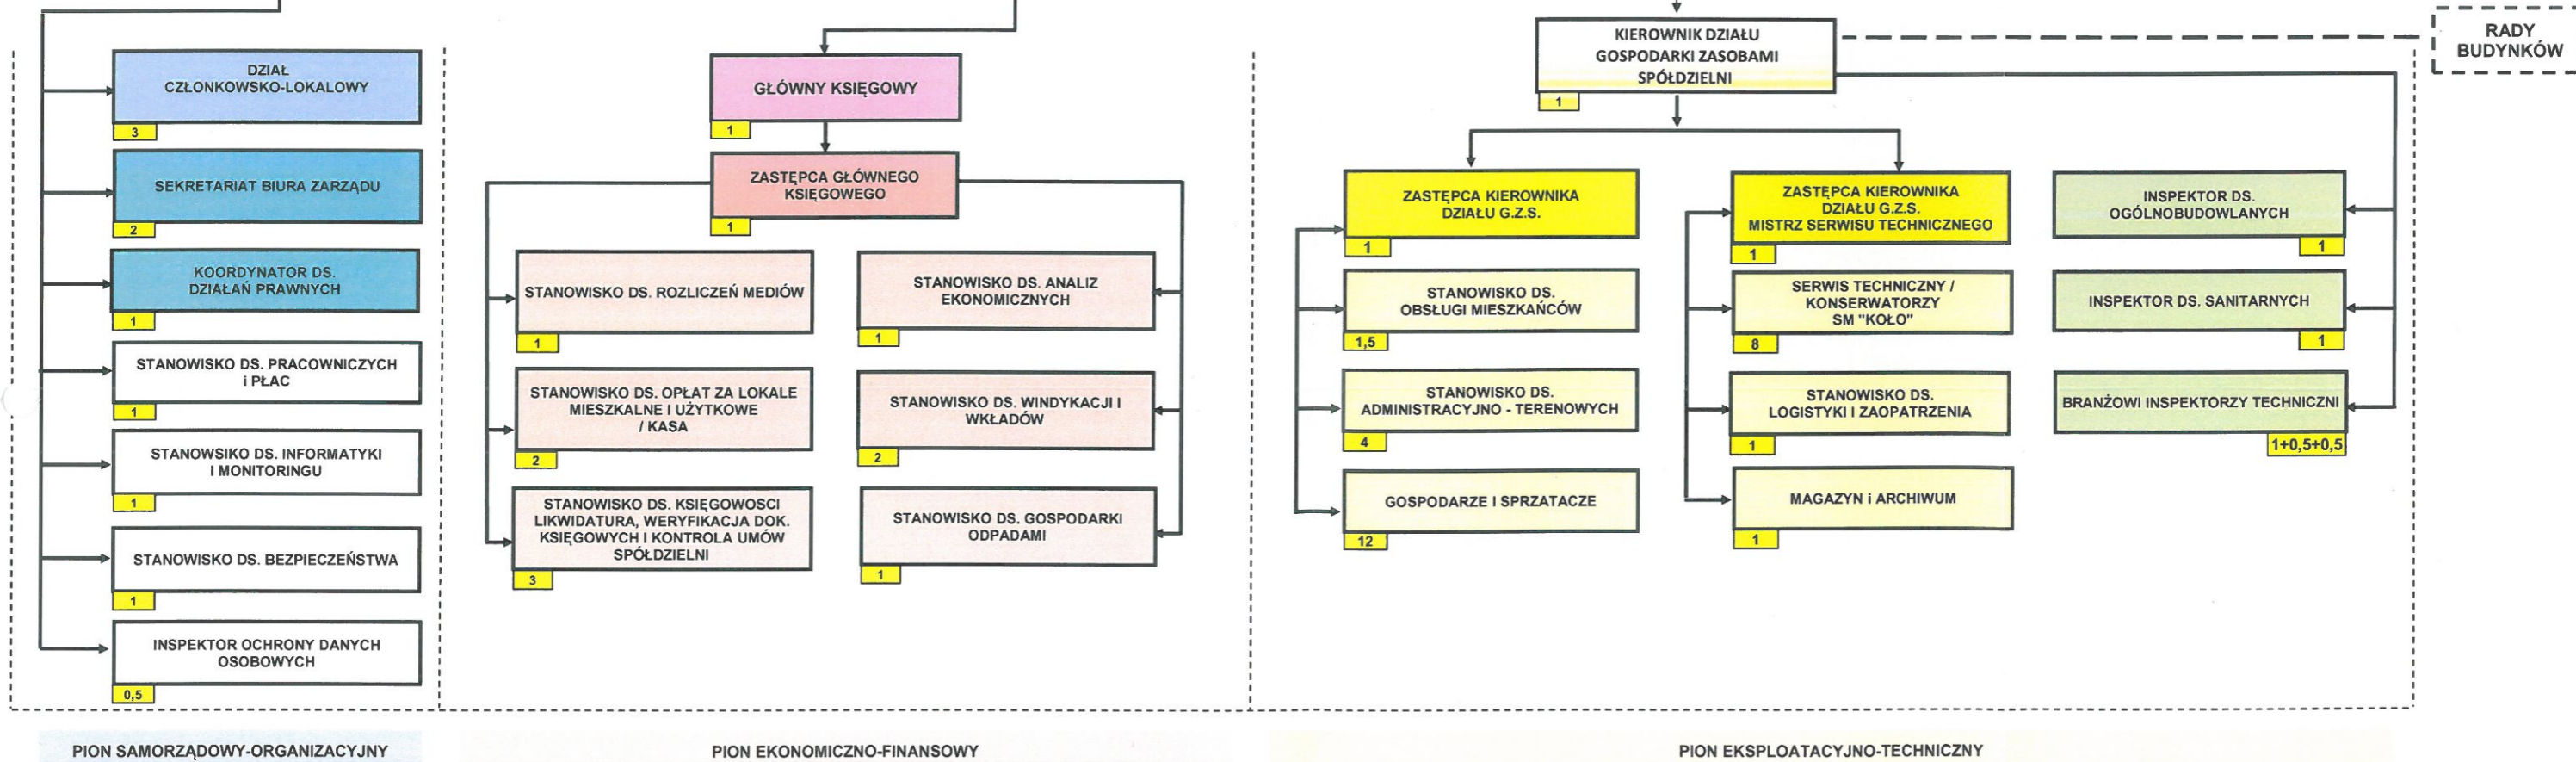 DZIAŁ
CZŁONKOWSKO-LOKALOWY
3
SEKRETARIAT BIURA ZARZĄDU
2
KOORDYNATOR DS.
DZIAŁAŃ PRAWNYCH
1
STANOWISKO DS. PRACOWNICZYCH
i PŁAC
1
STANOWSIKO DS. INFORMATYKI
I MONITORINGU
1
STANOWISKO DS. BEZPIECZEŃSTWA
1
INSPEKTOR OCHRONY DANYCH
OSOBOWYCH
0,5
PION SAMORZĄDOWY-ORGANIZACYJNY
GŁÓWNY KSIĘGOWY
1
ZASTĘPCA GŁÓWNEGO
KSIĘGOWEGO
1
STANOWISKO DS. ROZLICZEŃ MEDIÓW
1
STANOWISKO DS. OPŁAT ZA LOKALE
MIESZKALNE I UŻYTKOWE
/ KASA
2
STANOWISKO DS. KSIĘGOWOSCI
LIKWIDATURA, WERYFIKACJA DOK.
KSIĘGOWYCH I KONTROLA UMÓW
SPÓŁDZIELNI
3
STANOWISKO DS. ANALIZ
EKONOMICZNYCH
1
STANOWISKO DS. WINDYKACJI I
WKŁADÓW
2
STANOWISKO DS. GOSPODARKI
ODPADAMI
1
PION EKONOMICZNO-FINANSOWY
KIEROWNIK DZIAŁU
GOSPODARKI ZASOBAMI
SPÓŁDZIELNI
1
RADY
BUDYNKÓW
ZASTĘPCA KIEROWNIKA
DZIAŁU G.Z.S.
1
STANOWISKO DS.
OBSŁUGI MIESZKAŃCÓW
1,5
STANOWISKO DS.
ADMINISTRACYJNO - TERENOWYCH
4
GOSPODARZE I SPRZATACZE
12
ZASTĘPCA KIEROWNIKA
DZIAŁU G.Z.S.
MISTRZ SERWISU TECHNICZNEGO
1
SERWIS TECHNICZNY /
KONSERWATORZY
SM "KOŁO"
8
STANOWISKO DS.
LOGISTYKI I ZAOPATRZENIA
1
MAGAZYN i ARCHIWUM
1
INSPEKTOR DS.
OGÓLNOBUDOWLANYCH
1
INSPEKTOR DS. SANITARNYCH
1
BRANŻOWI INSPEKTORZY TECHNICZNI
1+0,5+0,5
PION EKSPLOATACYJNO-TECHNICZNY